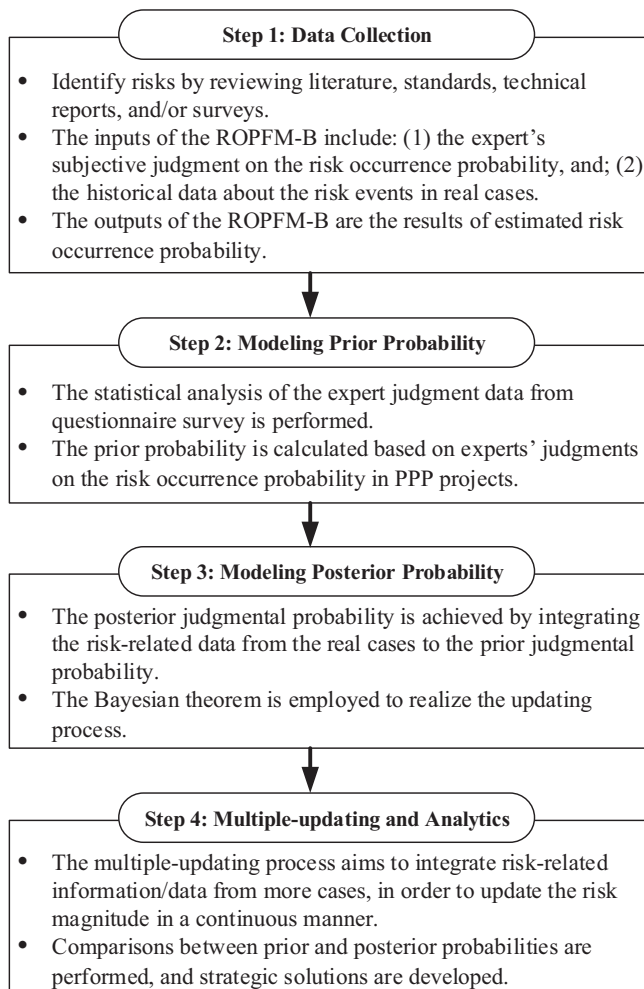 Step 1: Data Collection
• Identify risks by reviewing literature, standards, technical
reports, and/or surveys.
• The inputs of the ROPFM-B include: (1) the expert’s
subjective judgment on the risk occurrence probability, and; (2)
the historical data about the risk events in real cases.
• The outputs of the ROPFM-B are the results of estimated risk
occurrence probability.
Step 2: Modeling Prior Probability
• The statistical analysis of the expert judgment data from
questionnaire survey is performed.
• The prior probability is calculated based on experts’ judgments
on the risk occurrence probability in PPP projects.
Step 3: Modeling Posterior Probability
• The posterior judgmental probability is achieved by integrating
the risk-related data from the real cases to the prior judgmental
probability.
• The Bayesian theorem is employed to realize the updating
process.
Step 4: Multiple-updating and Analytics
• The multiple-updating process aims to integrate risk-related
information/data from more cases, in order to update the risk
magnitude in a continuous manner.
• Comparisons between prior and posterior probabilities are
performed, and strategic solutions are developed.